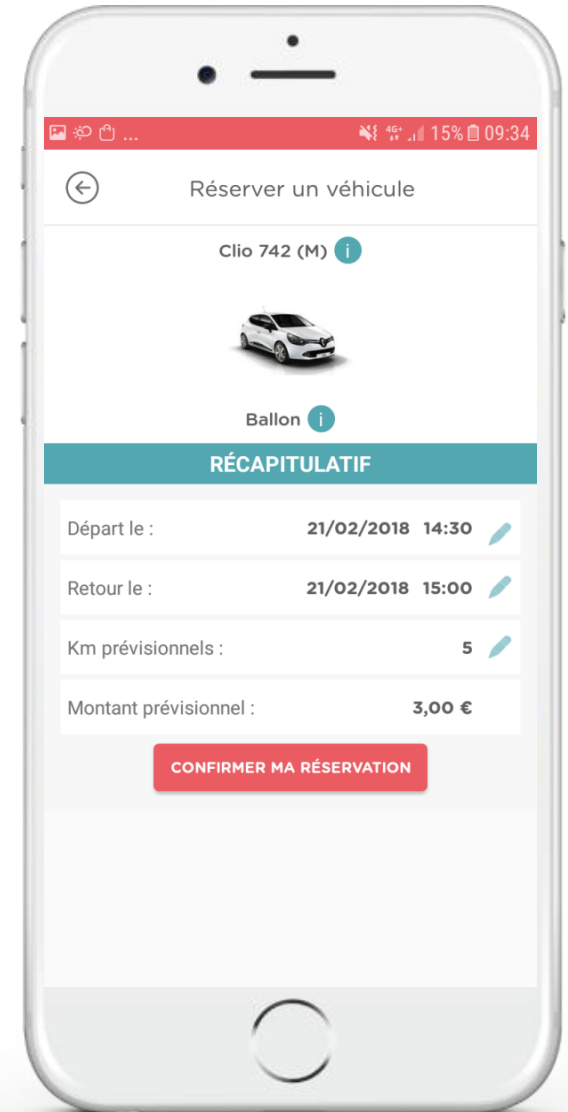 ... 4G+ 15% 09:34
Réserver un véhicule
Clio 742 (M) i
Ballon i
RÉCAPITULATIF
Départ le : 21/02/2018 14:30
Retour le : 21/02/2018 15:00
Km prévisionnels : 5
Montant prévisionnel : 3,00 €
CONFIRMER MA RÉSERVATION